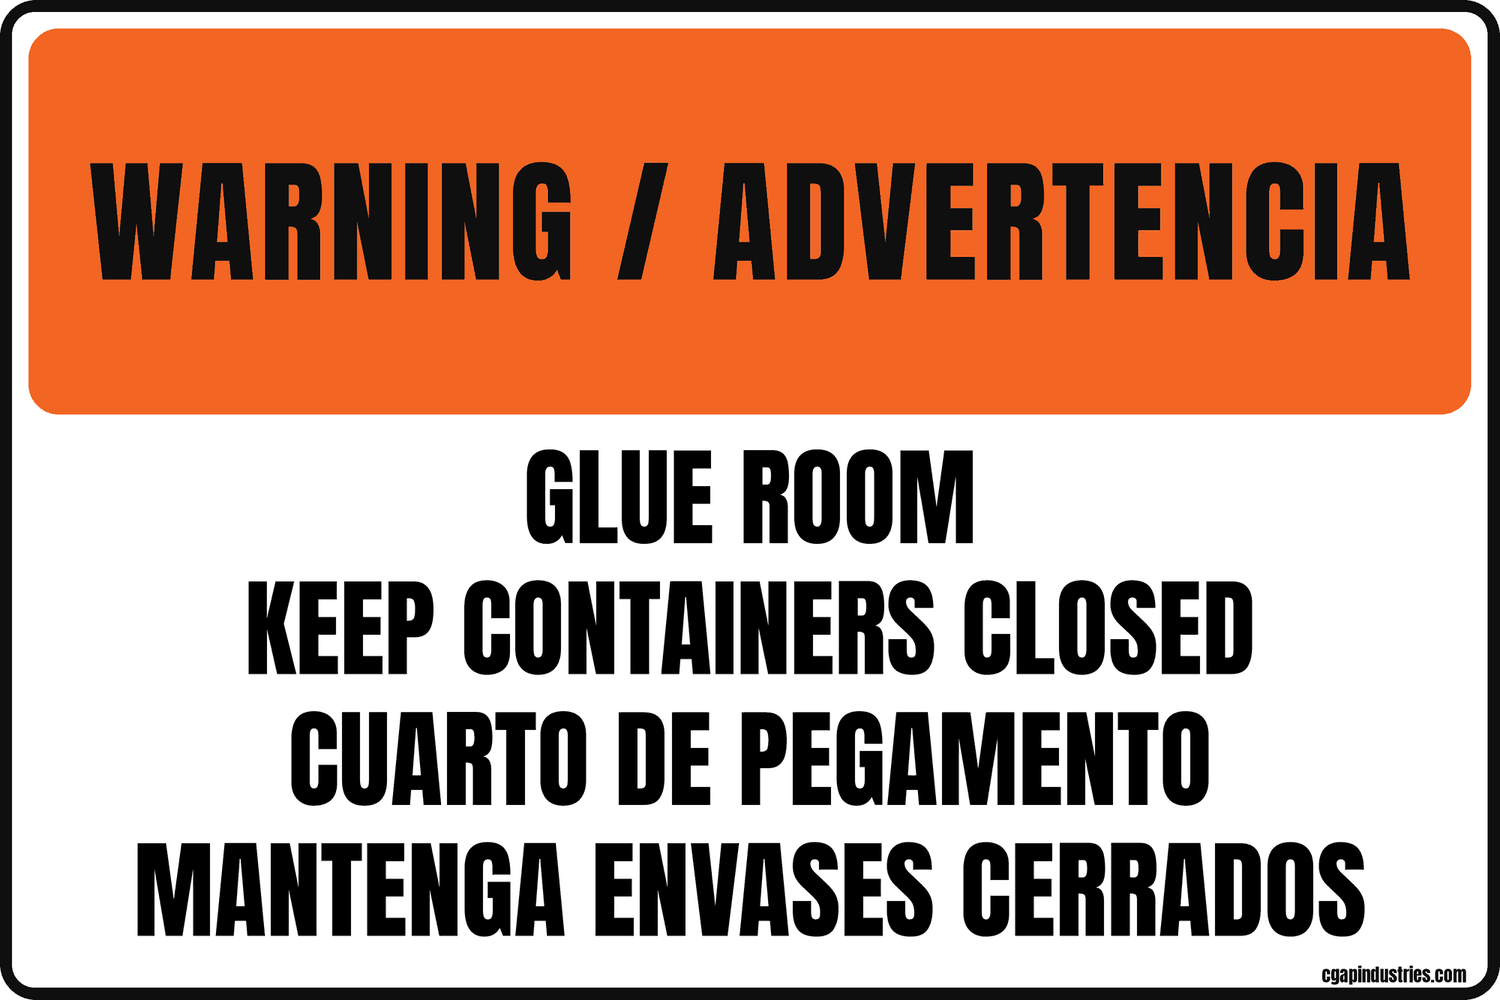 WARNING / ADVERTENCIA
GLUE ROOM
KEEP CONTAINERS CLOSED
CUARTO DE PEGAMENTO
MANTENGA ENVASES CERRADOS
cgapindustries.com